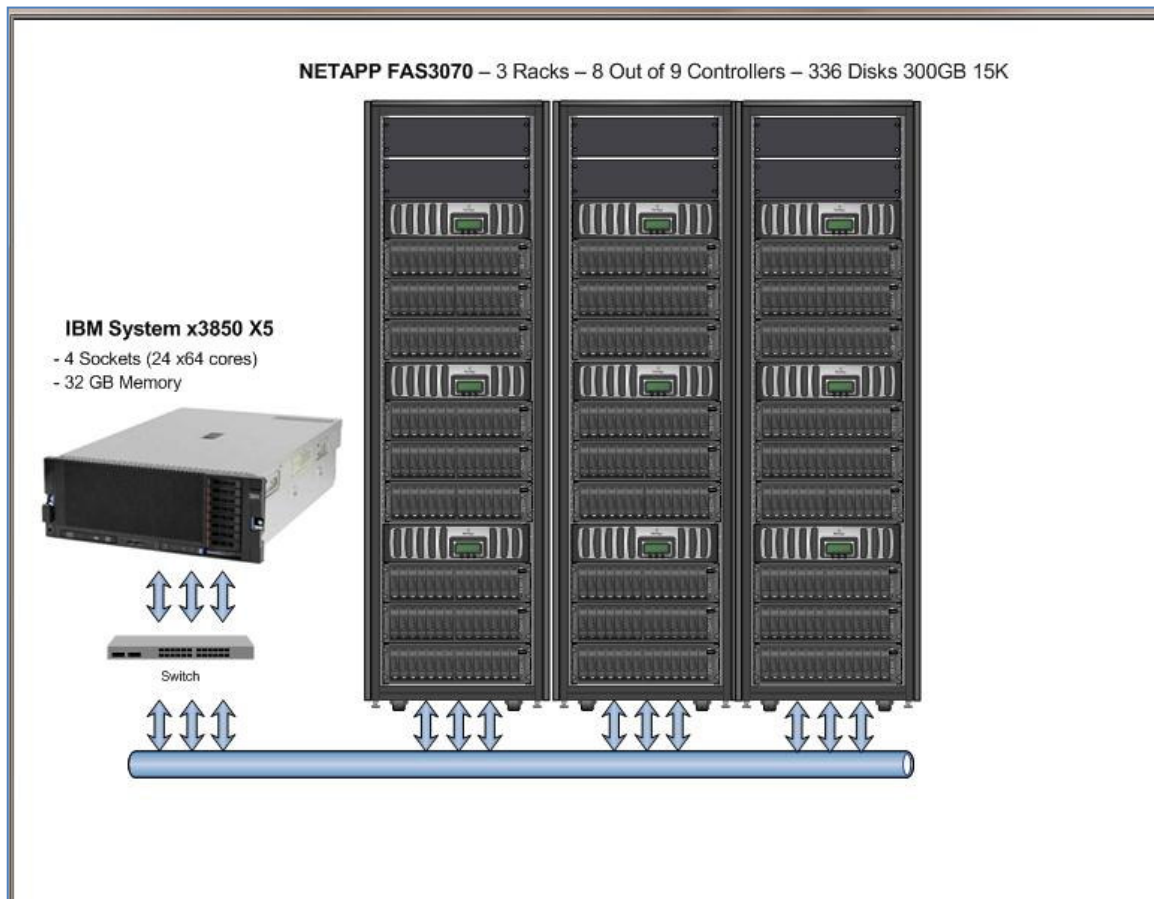 NETAPP FAS3070 – 3 Racks – 8 Out of 9 Controllers – 336 Disks 300GB 15K
IBM System x3850 X5
- 4 Sockets (24 x64 cores)
- 32 GB Memory
Switch